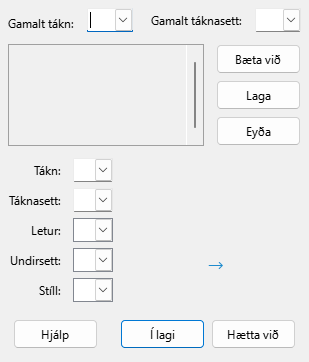 Gamalt tákn: Gamalt táknasett:
Bæta við
Laga
Eyða
Tákn:
Táknasett:
Letur:
Undirsett:
Stíll:
Hjálp Í lagi Hætta við